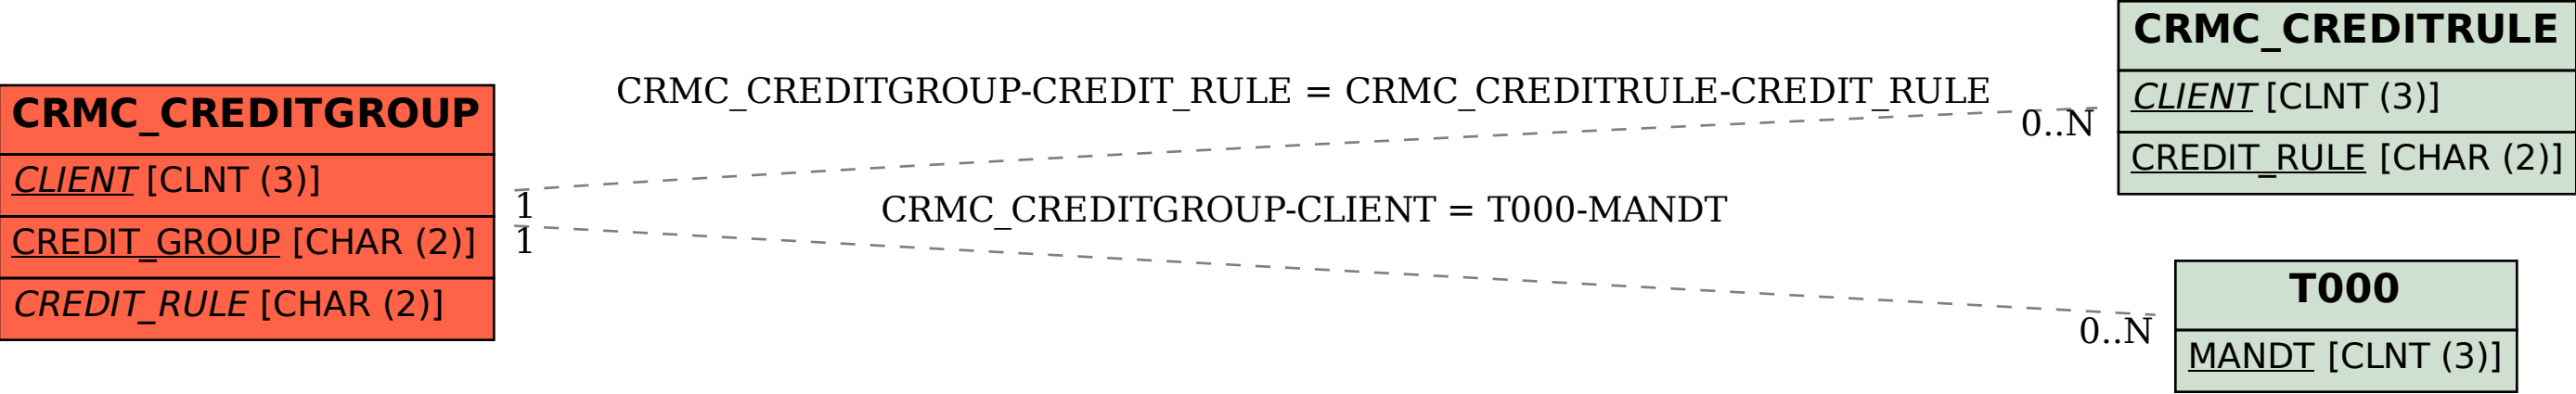 CRMC_CREDITGROUP
CLIENT [CLNT (3)]
CREDIT_GROUP [CHAR (2)]
CREDIT_RULE [CHAR (2)]
CRMC_CREDITGROUP-CREDIT_RULE = CRMC_CREDITRULE-CREDIT_RULE
1
0..N
CRMC_CREDITGROUP-CLIENT = T000-MANDT
1
0..N
CRMC_CREDITRULE
CLIENT [CLNT (3)]
CREDIT_RULE [CHAR (2)]
T000
MANDT [CLNT (3)]